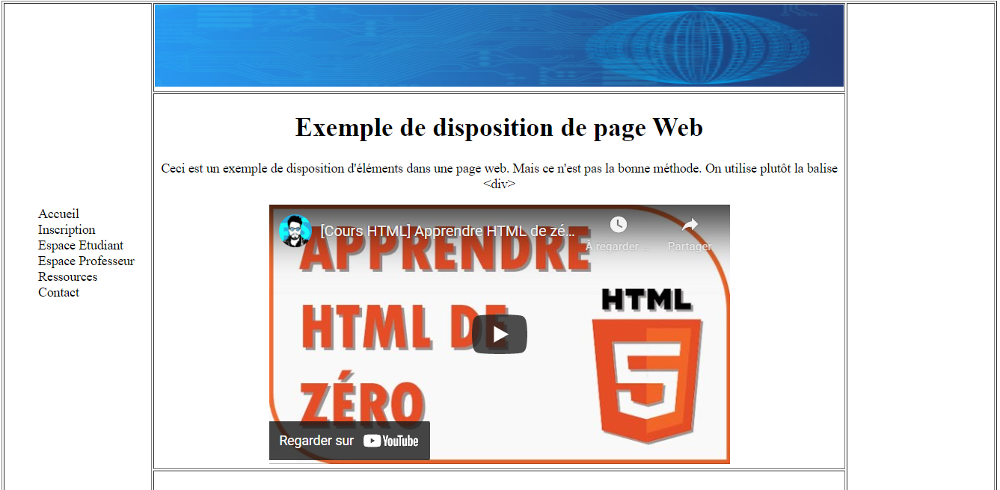 Exemple de disposition de page Web
Ceci est un exemple de disposition d'éléments dans une page web. Mais ce n'est pas la bonne méthode. On utilise plutôt la balise
<div>
Accueil
Inscription
Espace Etudiant
Espace Professeur
Ressources
Contact
[Cours HTML] Apprendre HTML de zé...
À regarder ...
Partager
APPRENDRE
HTML DE
ZÉRO
HTML
5
Regarder sur YouTube